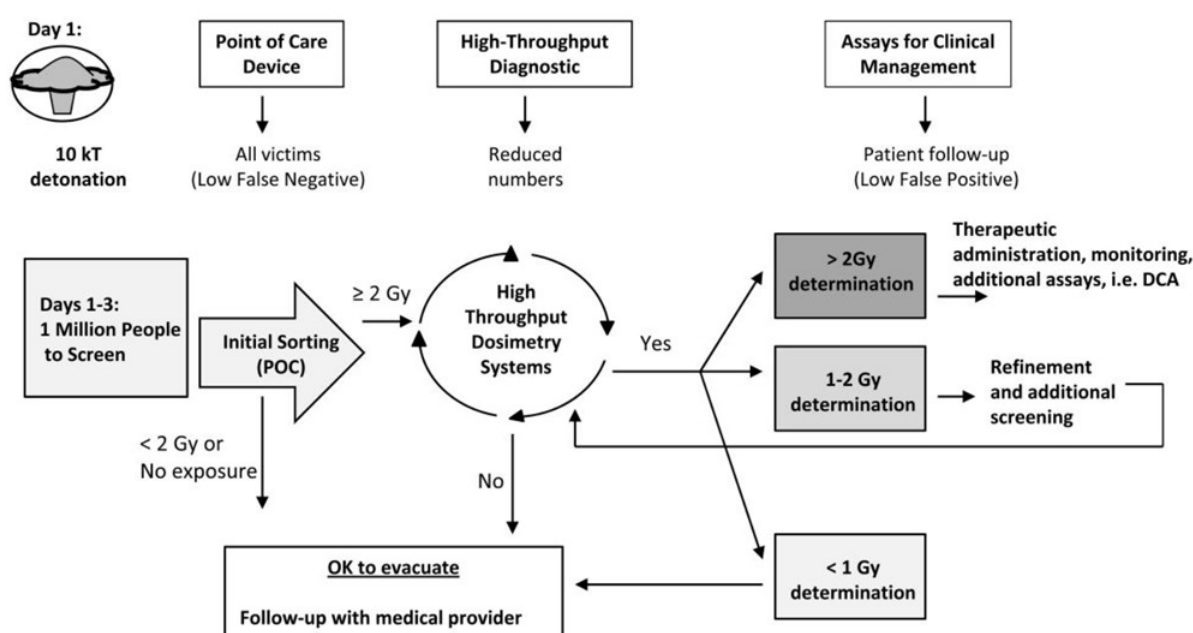 Day 1:
10 kT
detonation
Point of Care
Device
All victims
(Low False Negative)
High-Throughput
Diagnostic
Reduced
numbers
Assays for Clinical
Management
Patient follow-up
(Low False Positive)
Days 1-3:
1 Million People
to Screen
Initial Sorting
(POC)
≥ 2 Gy
High
Throughput
Dosimetry
Systems
Yes
> 2Gy
determination
Therapeutic
administration, monitoring,
additional assays, i.e. DCA
1-2 Gy
determination
Refinement
and additional
screening
< 2 Gy or
No exposure
No
< 1 Gy
determination
OK to evacuate
Follow-up with medical provider